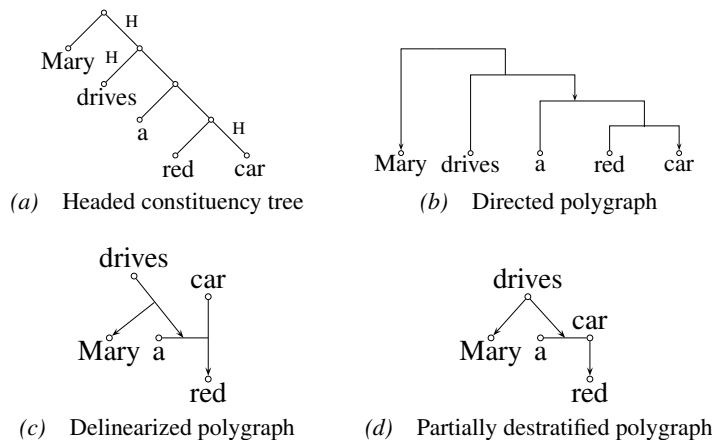 H
Mary
H
drives
a
H
red car
(a) Headed constituency tree
Mary drives a red car
(b) Directed polygraph
drives
car
Mary a
red
(c) Delinearized polygraph
drives
car
Mary a
red
(d) Partially destratified polygraph